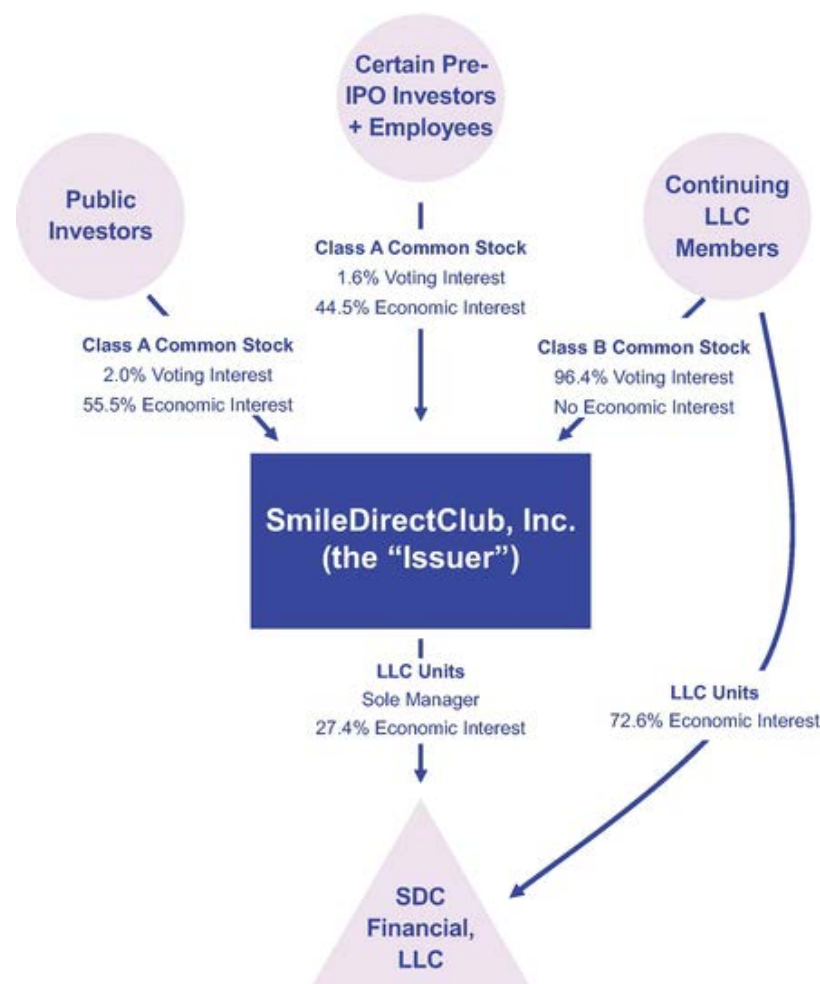 Certain Pre-
IPO Investors
+ Employees
Public
Investors
Continuing
LLC
Members
Class A Common Stock
1.6% Voting Interest
44.5% Economic Interest
Class A Common Stock
2.0% Voting Interest
55.5% Economic Interest
Class B Common Stock
96.4% Voting Interest
No Economic Interest
SmileDirectClub, Inc.
(the “Issuer”)
LLC Units
Sole Manager
27.4% Economic Interest
LLC Units
72.6% Economic Interest
SDC
Financial,
LLC